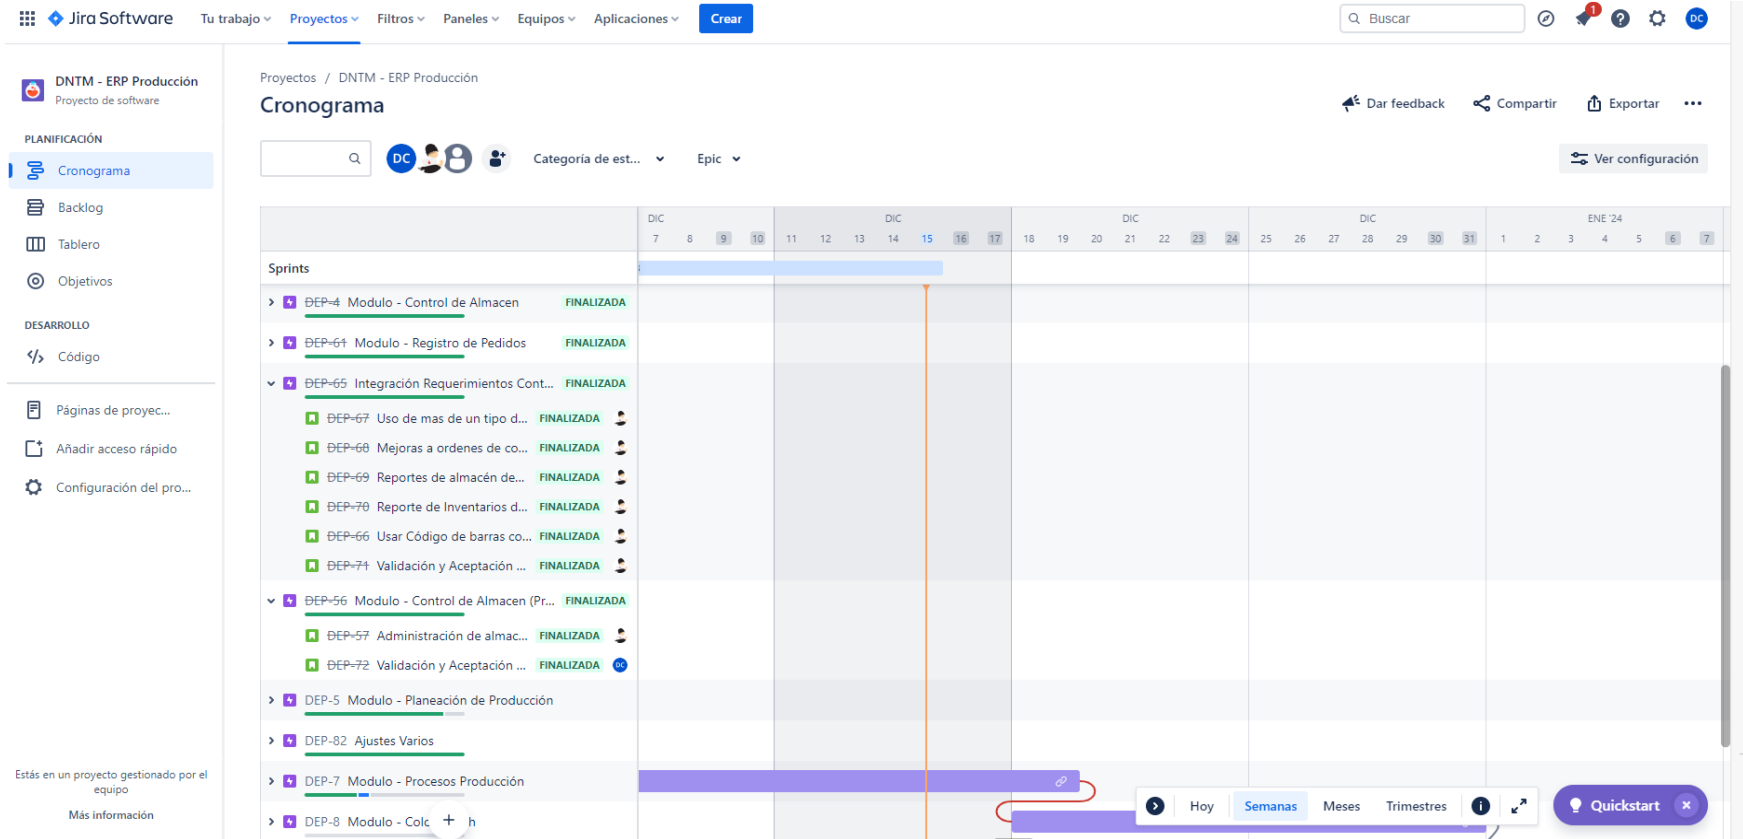 Jira Software Tu trabajo Proyectos Filtros Paneles Equipos Aplicaciones Crear Buscar 1 DC
DNTM - ERP Producción
Proyecto de software
PLANIFICACIÓN
Cronograma
Backlog
Tablero
Objetivos
DESARROLLO
Código
Páginas de proyec...
Añadir acceso rápido
Configuración del pro...
Estás en un proyecto gestionado por el
equipo
Más información
Proyectos / DNTM - ERP Producción
Cronograma
Dar feedback Compartir Exportar
DC Categoría de est... Epic Ver configuración
DIC DIC DIC DIC ENE '24
7 8 9 10 11 12 13 14 15 16 17 18 19 20 21 22 23 24 25 26 27 28 29 30 31 1 2 3 4 5 6 7
Sprints
DEP-4 Modulo - Control de Almacen FINALIZADA
DEP-61 Modulo - Registro de Pedidos FINALIZADA
DEP-65 Integración Requerimientos Cont... FINALIZADA
DEP-67 Uso de mas de un tipo d... FINALIZADA
DEP-68 Mejoras a ordenes de co... FINALIZADA
DEP-69 Reportes de almacén de... FINALIZADA
DEP-70 Reporte de Inventarios d... FINALIZADA
DEP-66 Usar Código de barras co... FINALIZADA
DEP-71 Validación y Aceptación ... FINALIZADA
DEP-56 Modulo - Control de Almacen (Pr... FINALIZADA
DEP-57 Administración de almac... FINALIZADA
DEP-72 Validación y Aceptación ... FINALIZADA DC
DEP-5 Modulo - Planeación de Producción
DEP-82 Ajustes Varios
DEP-7 Modulo - Procesos Producción
DEP-8 Modulo -
Hoy Semanas Meses Trimestres
Quickstart